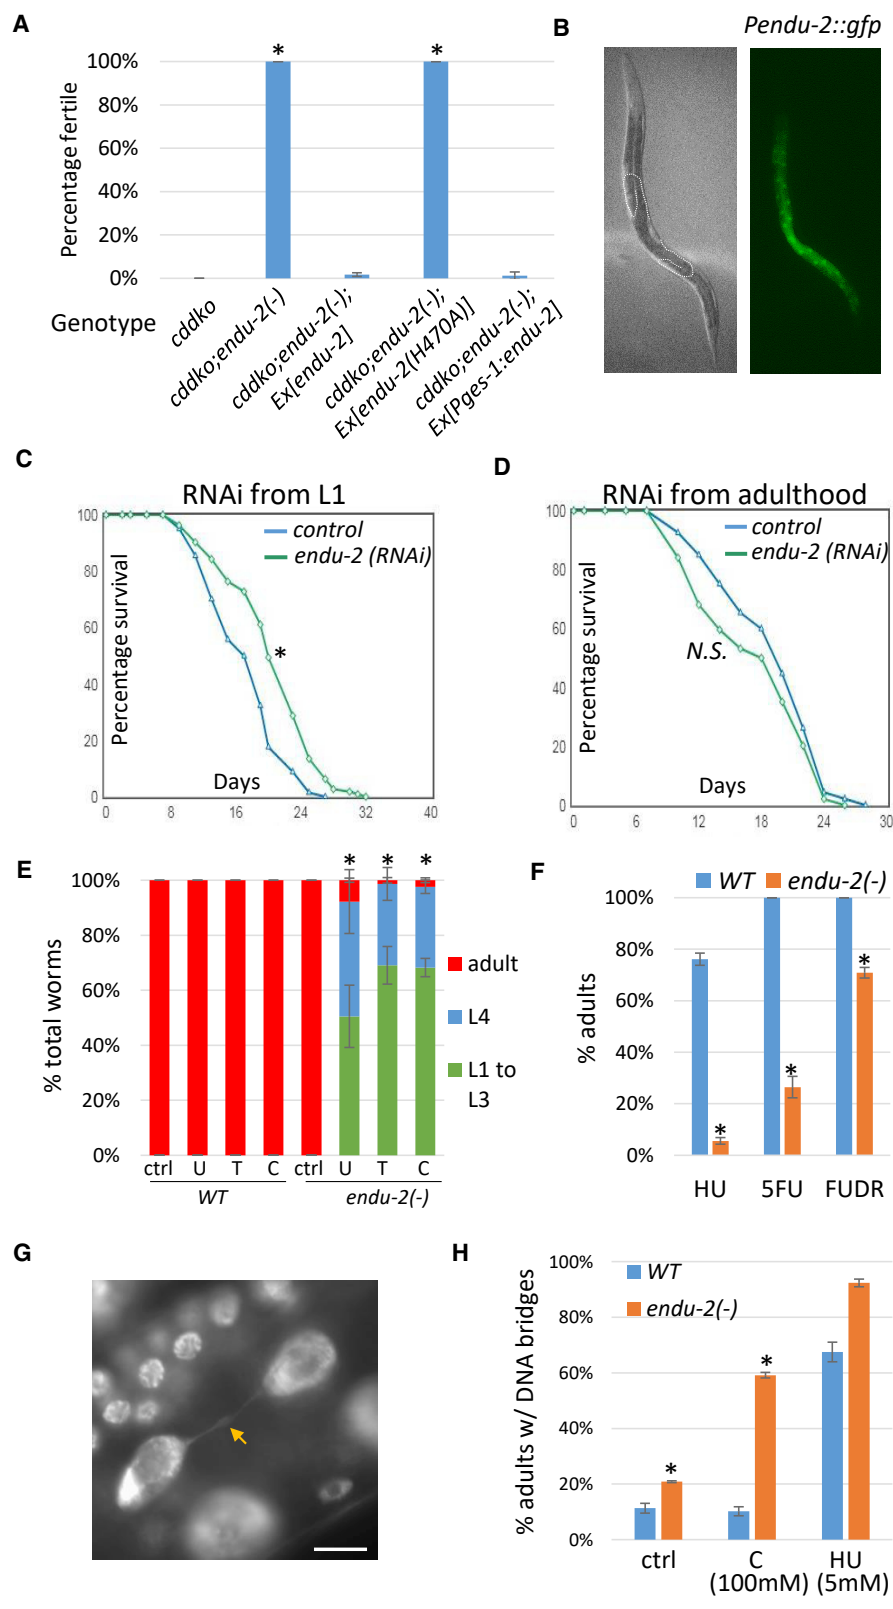 A
Percentage fertile
100%
*
*
80%
60%
40%
20%
0%
Genotype
cddko
cddko;endu-2(-)
cddko;endu-2(-);
Ex[endu-2]
cddko;endu-2(-);
Ex[endu-2(H470A)]
cddko;endu-2(-);
Ex[Pges-1:endu-2]
B
Pendu-2::gfp
C
RNAi from L1
Percentage survival
100
80
60
40
20
0
control
endu-2 (RNAi)
*
Days
0 8 16 24 32 40
D
RNAi from adulthood
Percentage survival
100
80
60
40
20
0
control
endu-2 (RNAi)
N.S.
Days
0 6 12 18 24 30
E
% total worms
100%
80%
60%
40%
20%
0%
* * *
adult
L4
L1 to
L3
ctrl U T C ctrl U T C
WT endu-2(-)
F
WT endu-2(-)
% adults
100%
80%
60%
40%
20%
0%
*
*
*
HU 5FU FUDR
G
H
% adults w/ DNA bridges
100%
80%
60%
40%
20%
0%
WT
endu-2(-)
*
*
ctrl C HU
(100mM) (5mM)